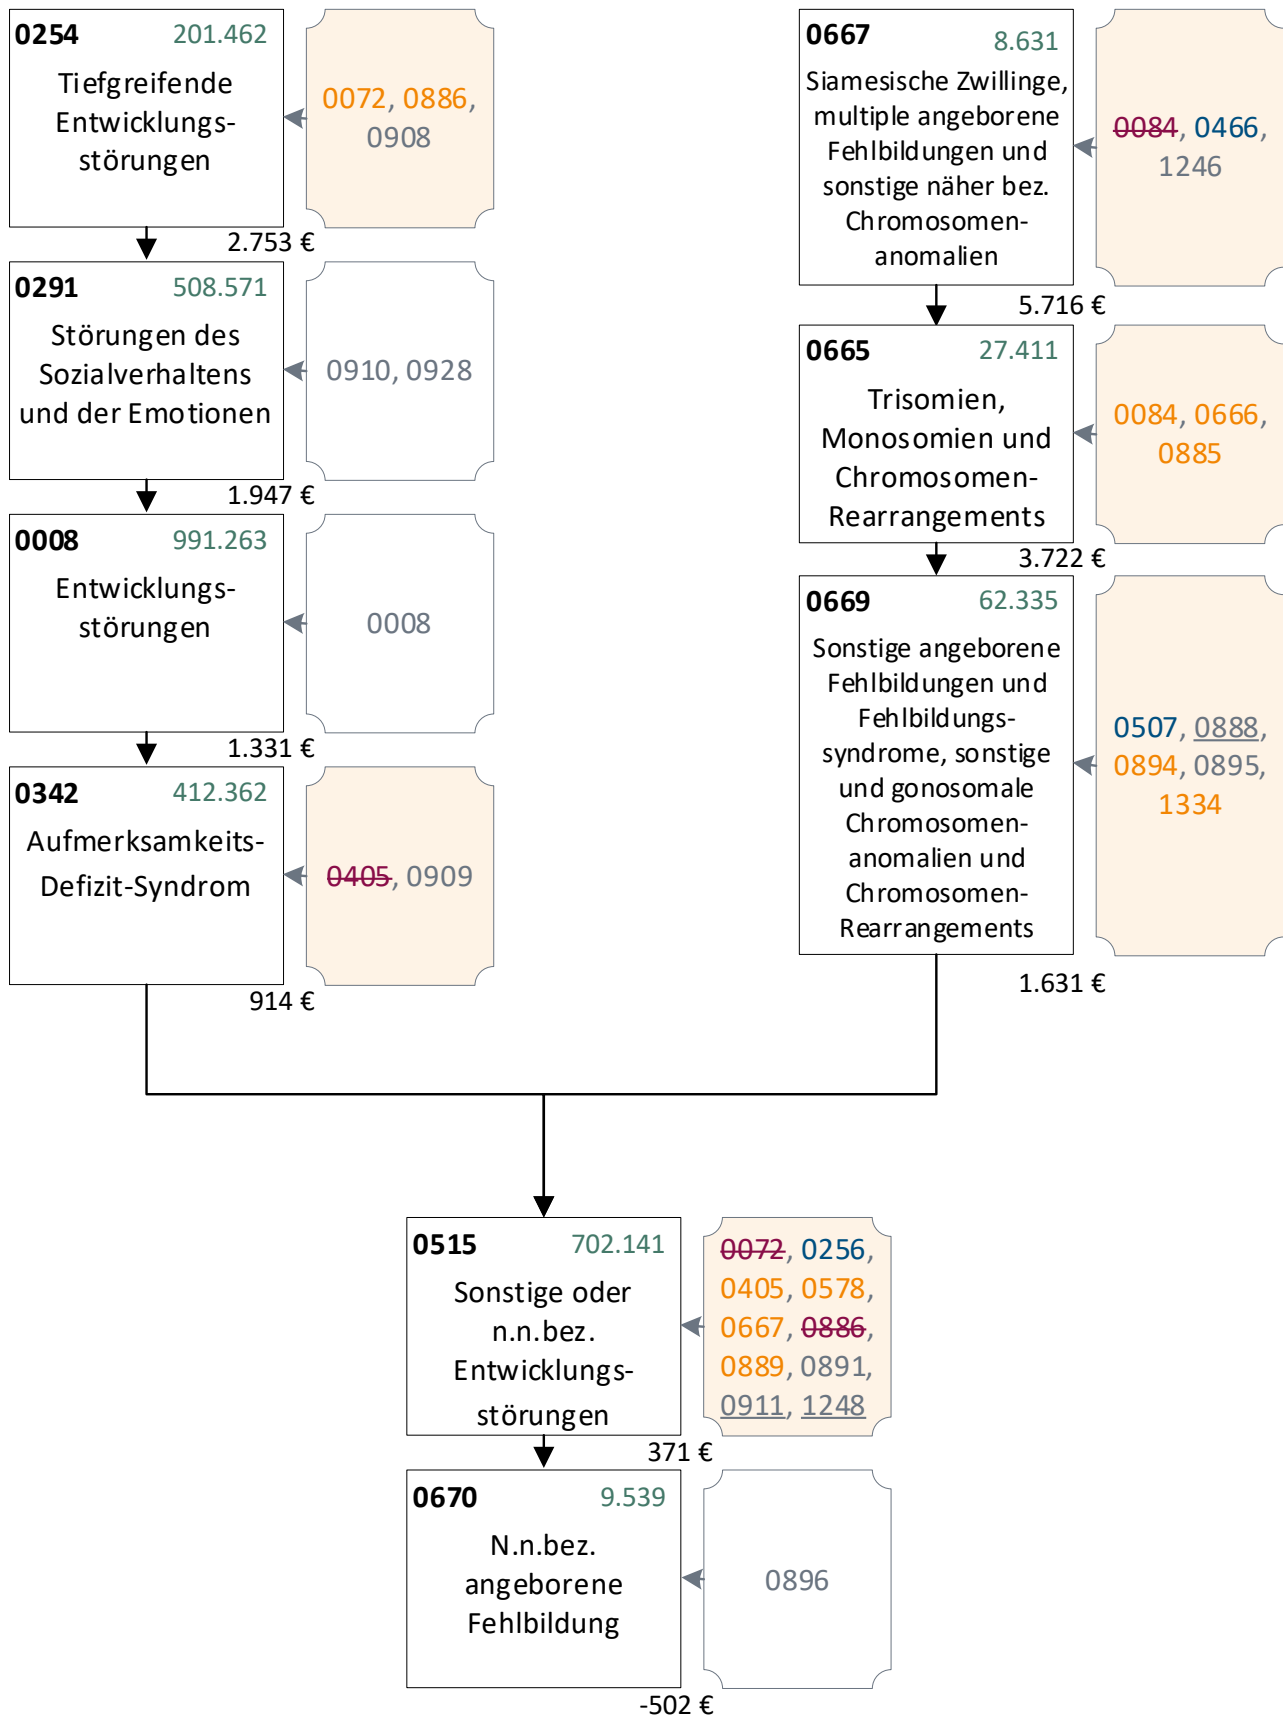 0254 201.462
Tiefgreifende
Entwicklungs-
störungen
0072, 0886,
0908
2.753 €
0291 508.571
Störungen des
Sozialverhaltens
und der Emotionen
0910, 0928
1.947 €
0008 991.263
Entwicklungs-
störungen
0008
1.331 €
0342 412.362
Aufmerksamkeits-
Defizit-Syndrom
0405, 0909
914 €
0667 8.631
Siamesische Zwillinge,
multiple angeborene
Fehlbildungen und
sonstige näher bez.
Chromosomen-
anomalien
0084, 0466,
1246
5.716 €
0665 27.411
Trisomien,
Monosomien und
Chromosomen-
Rearrangements
0084, 0666,
0885
3.722 €
0669 62.335
Sonstige angeborene
Fehlbildungen und
Fehlbildungs-
syndrome, sonstige
und gonosomale
Chromosomen-
anomalien und
Chromosomen-
Rearrangements
0507, 0888,
0894, 0895,
1334
1.631 €
0515 702.141
Sonstige oder
n.n.bez.
Entwicklungs-
störungen
0072, 0256,
0405, 0578,
0667, 0886,
0889, 0891,
0911, 1248
371 €
0670 9.539
N.n.bez.
angeborene
Fehlbildung
0896
-502 €